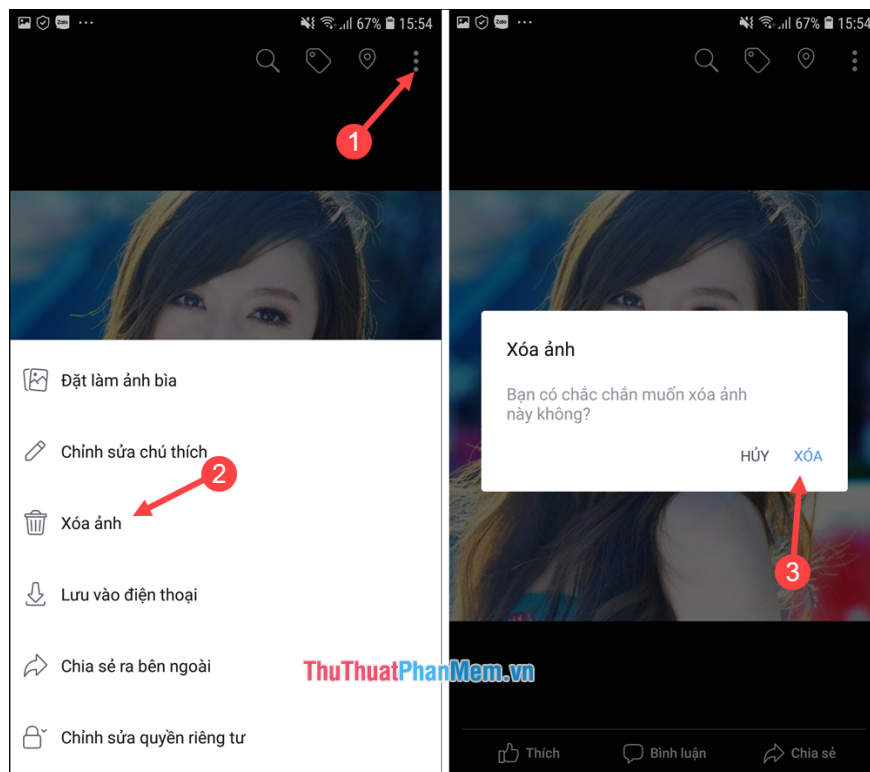 Zalo ... 67% 15:54
1
Đặt làm ảnh bìa
Chỉnh sửa chú thích
2
Xóa ảnh
Lưu vào điện thoại
Chia sẻ ra bên ngoài
Chỉnh sửa quyền riêng tư
Zalo ... 67% 15:54
Xóa ảnh
Bạn có chắc chắn muốn xóa ảnh
này không?
HỦY XÓA
3
ThuThuatPhanMem.vn
Thích Bình luận Chia sẻ